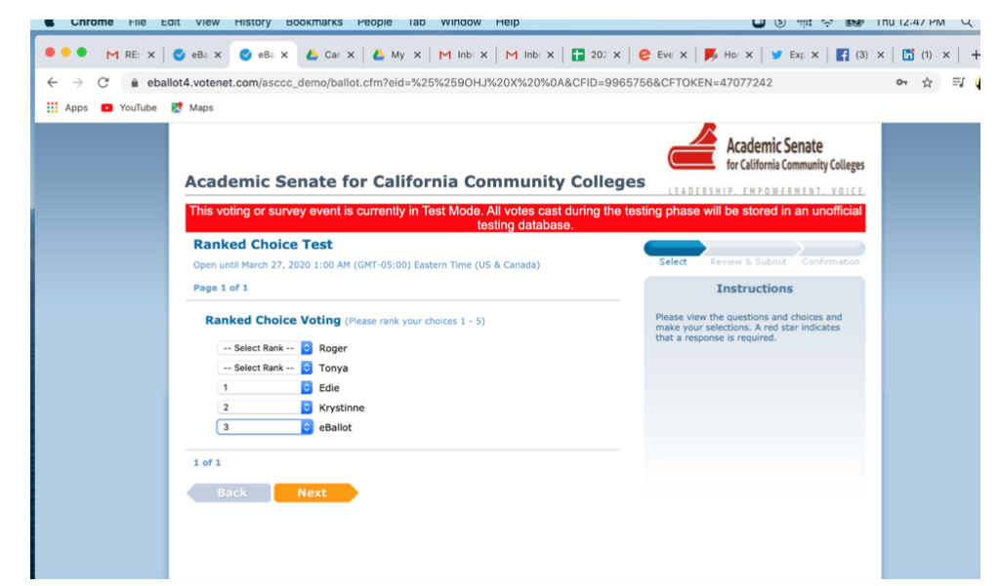 Chrome File Edit View History Bookmarks People Tab Window Help Thu 12:47 PM
RE: eBa eBa Car My Inb Inb 202 Eve Ho: Exp (3) (1)
eballot4.votenet.com/asccc_demo/ballot.cfm?eid=%25%259OHJ%20X%20%0A&CFID=9965756&CFTOKEN=47077242
Apps YouTube Maps
Academic Senate
for California Community Colleges
LEADERSHIP. EMPOWERMENT. VOICE.
Academic Senate for California Community Colleges
This voting or survey event is currently in Test Mode. All votes cast during the testing phase will be stored in an unofficial
testing database.
Ranked Choice Test
Open until March 27, 2020 1:00 AM (GMT-05:00) Eastern Time (US & Canada)
Page 1 of 1
Select Review & Submit Confirmation
Instructions
Please view the questions and choices and
make your selections. A red star indicates
that a response is required.
Ranked Choice Voting (Please rank your choices 1 - 5)
-- Select Rank -- Roger
-- Select Rank -- Tonya
1 Edie
2 Krystinne
3 eBallot
1 of 1
Back Next